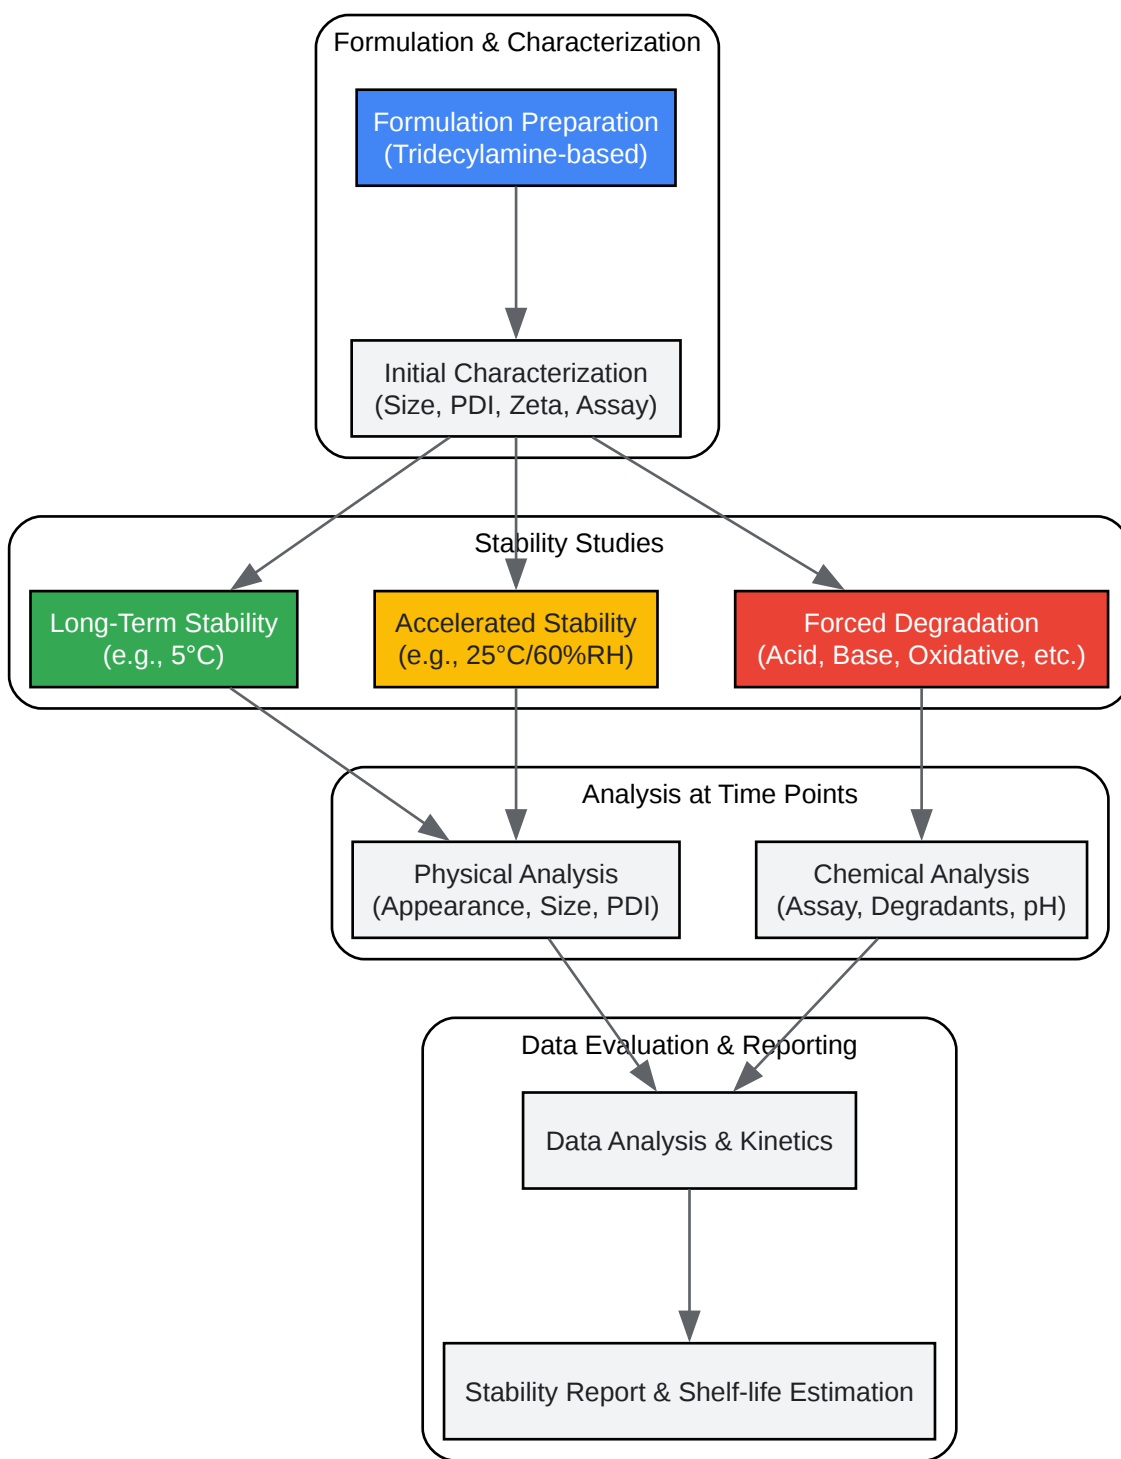 Formulation & Characterization
Formulation Preparation
(Tridecylamine-based)
Initial Characterization
(Size, PDI, Zeta, Assay)
Stability Studies
Long-Term Stability
(e.g., 5°C)
Accelerated Stability
(e.g., 25°C/60%RH)
Forced Degradation
(Acid, Base, Oxidative, etc.)
Analysis at Time Points
Physical Analysis
(Appearance, Size, PDI)
Chemical Analysis
(Assay, Degradants, pH)
Data Evaluation & Reporting
Data Analysis & Kinetics
Stability Report & Shelf-life Estimation